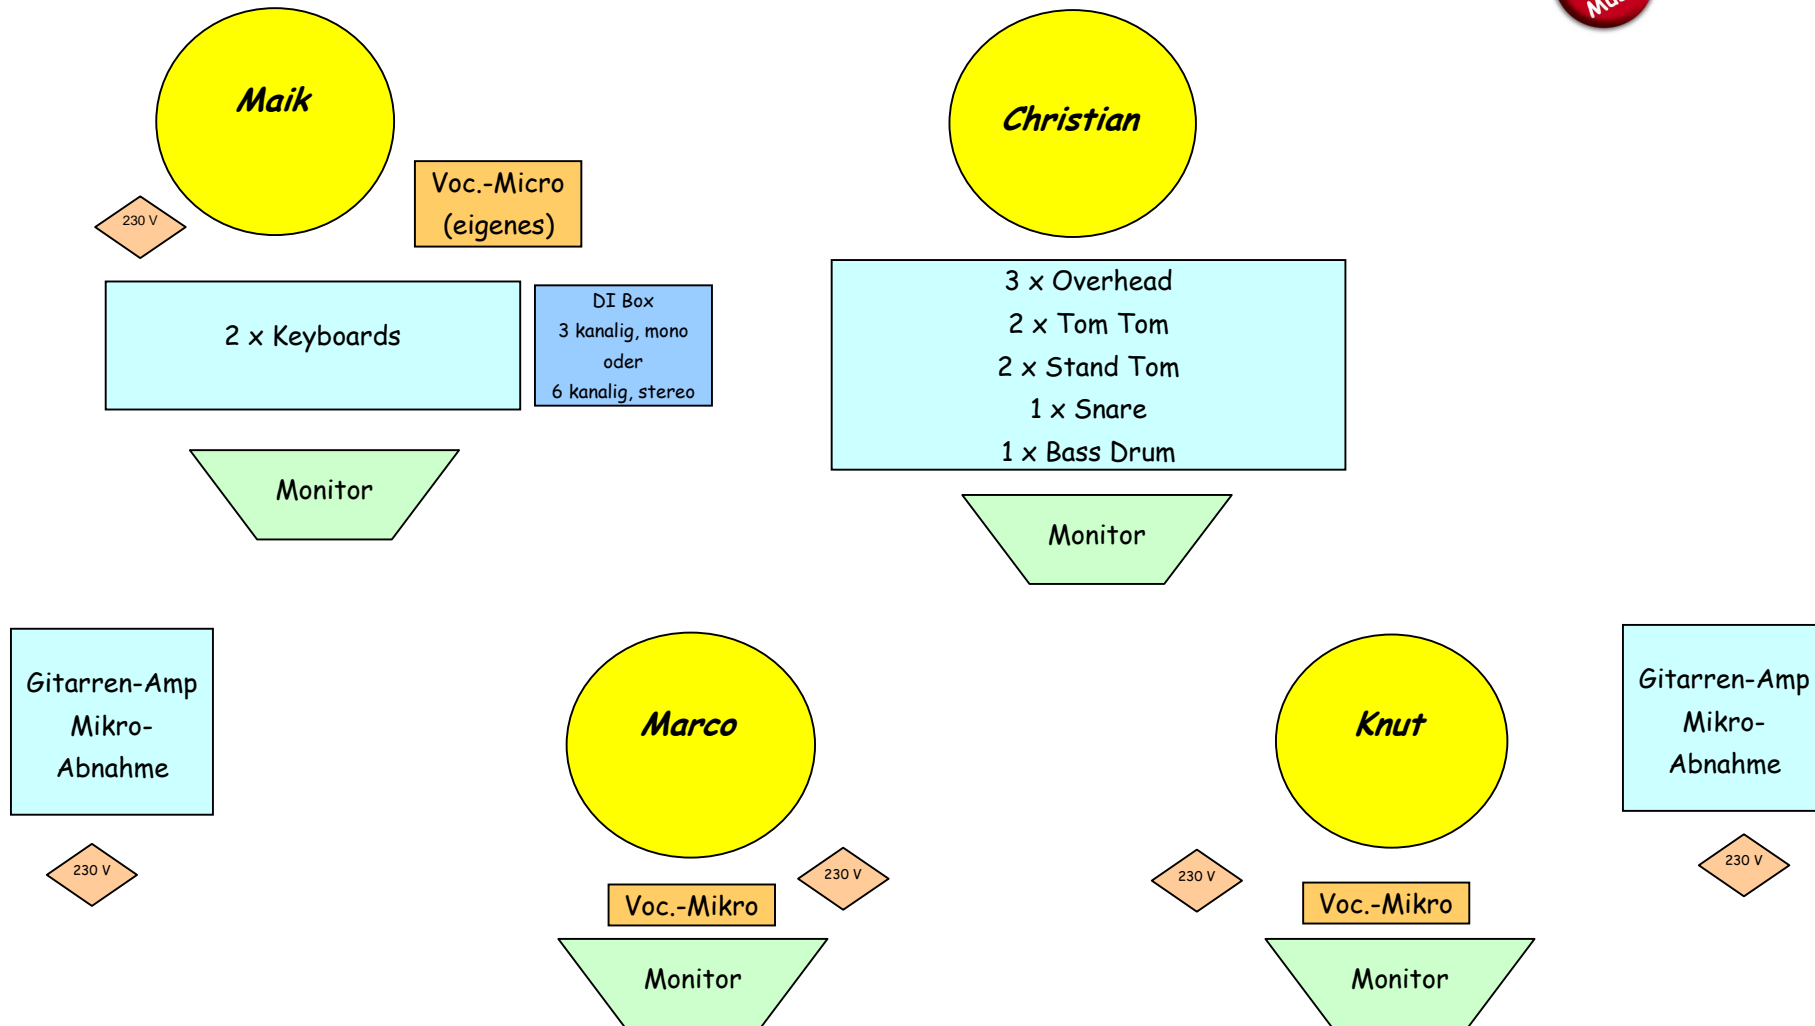 Maik
Christian
Voc.-Micro
(eigenes)
230 V
2 x Keyboards
DI Box
3 kanalig, mono
oder
6 kanalig, stereo
3 x Overhead
2 x Tom Tom
2 x Stand Tom
1 x Snare
1 x Bass Drum
Monitor
Monitor
Gitarren-Amp
Mikro-
Abnahme
230 V
Marco
230 V
Voc.-Mikro
Monitor
Knut
230 V
Voc.-Mikro
Monitor
Gitarren-Amp
Mikro-
Abnahme
230 V